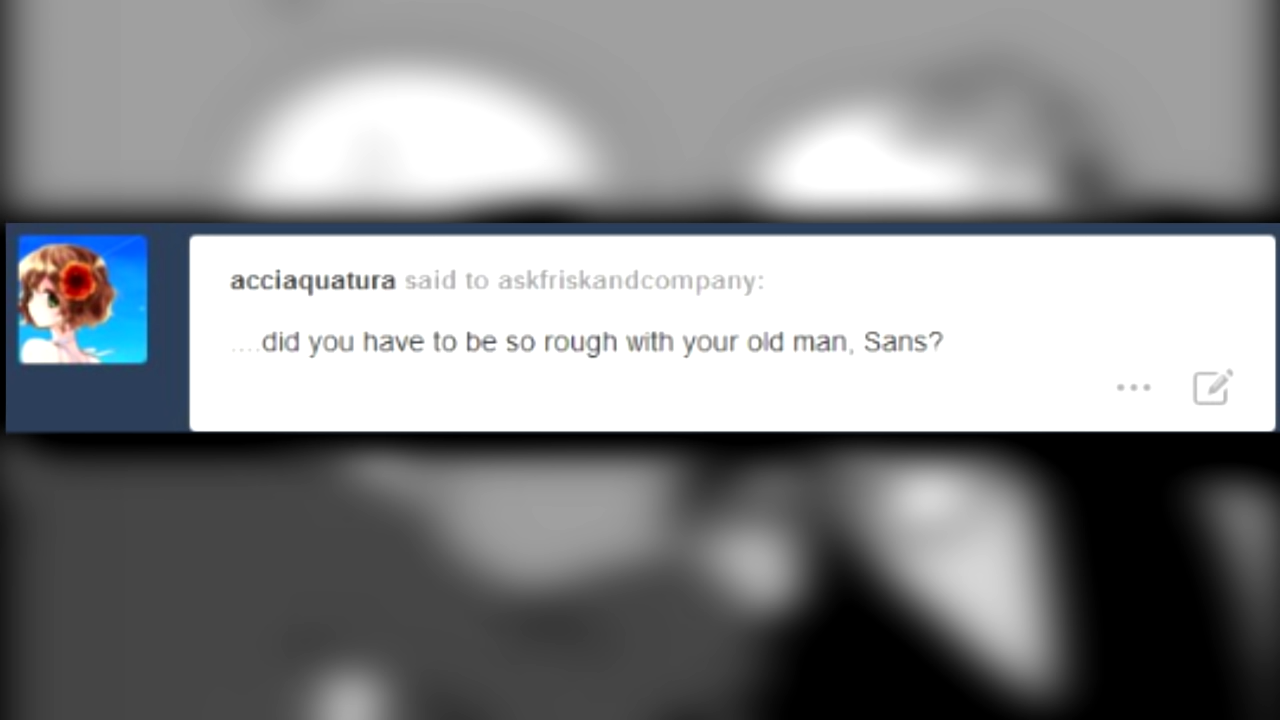 acciaquatura said to askfriskandcompany:
....did you have to be so rough with your old man, Sans?